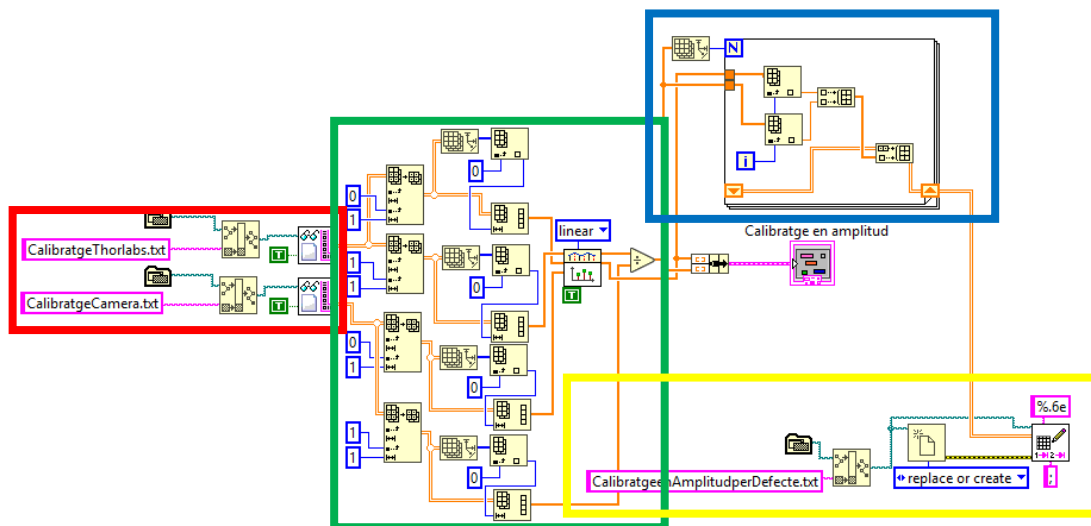 N
i
Calibratge en amplitud
0
0
1
linear
CalibratgeThorlabs.txt
T
1
1
0
T
CalibratgeCamera.txt
T
0
1
0
%.6e
1
1
0
CalibratgeenAmplitudperDefecte.txt
replace or create
;